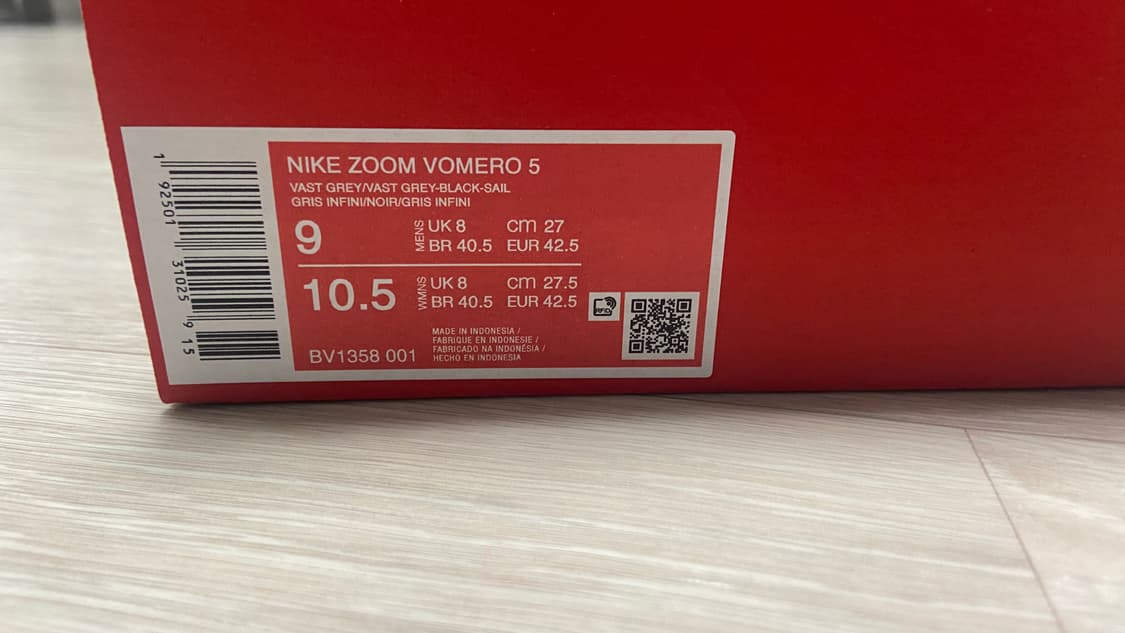 NIKE ZOOM VOMERO 5
VAST GREY/VAST GREY-BLACK-SAIL
GRIS INFINI/NOIR/GRIS INFINI
9
MENS
UK 8 cm 27
BR 40.5 EUR 42.5
10.5
WMNS
UK 8 cm 27.5
BR 40.5 EUR 42.5
BV1358 001
MADE IN INDONESIA /
FABRIQUE EN INDONESIE /
FABRICADO NA INDONÉSIA /
HECHO EN INDONESIA
RFID
1 92501 31025 9 15